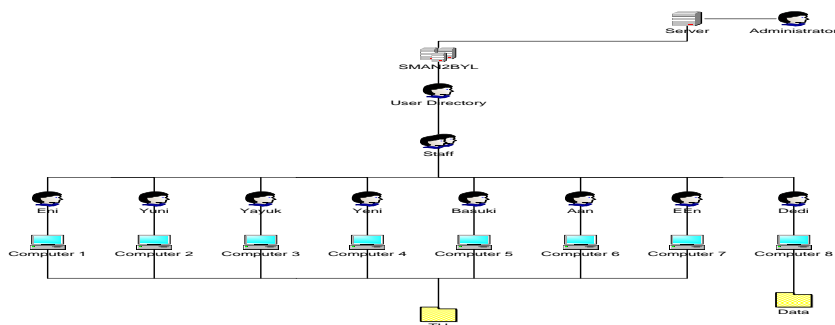 Server
Administrator
SMAN2BYL
User Directory
Staff
Eni
Yuni
Yayuk
Yeni
Basuki
Aan
EEn
Dedi
Computer 1
Computer 2
Computer 3
Computer 4
Computer 5
Computer 6
Computer 7
Computer 8
Data